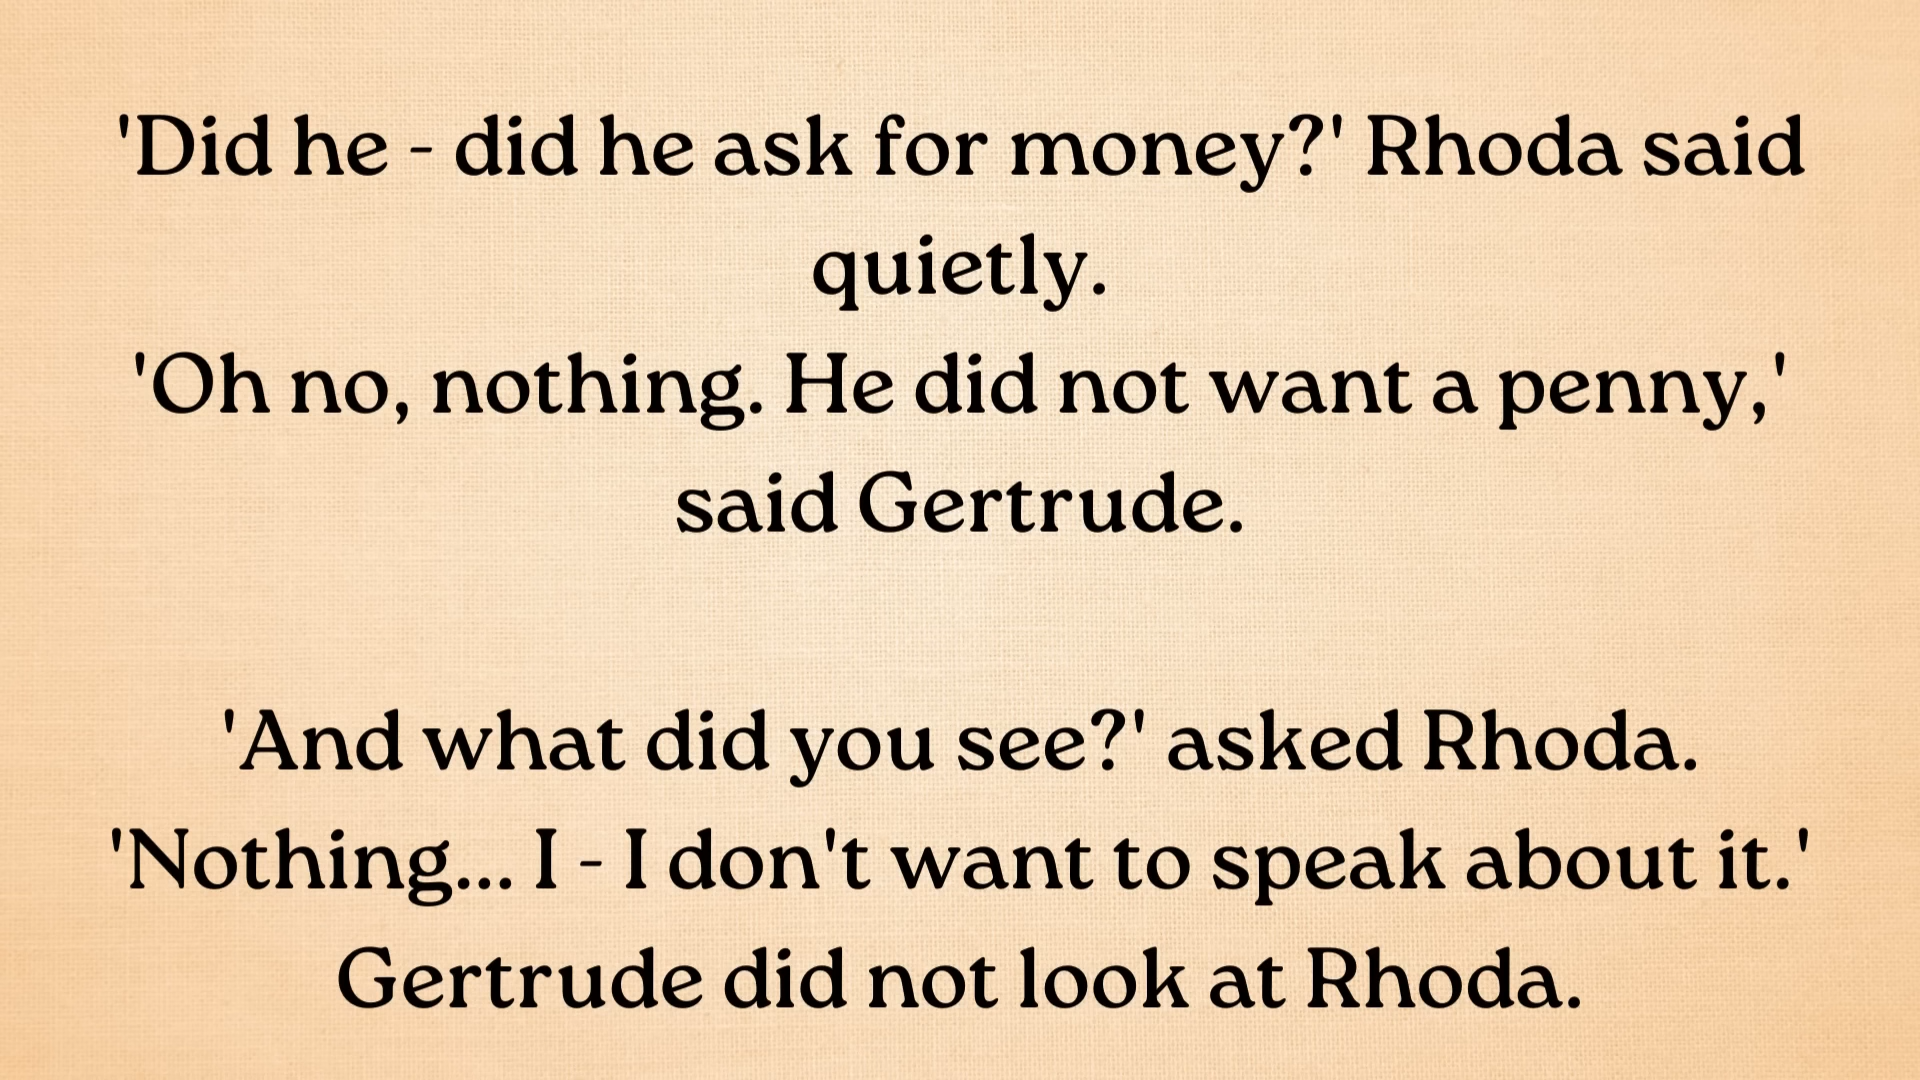 'Did he - did he ask for money?' Rhoda said
quietly.
'Oh no, nothing. He did not want a penny,'
said Gertrude.
'And what did you see?' asked Rhoda.
'Nothing... I - I don't want to speak about it.'
Gertrude did not look at Rhoda.